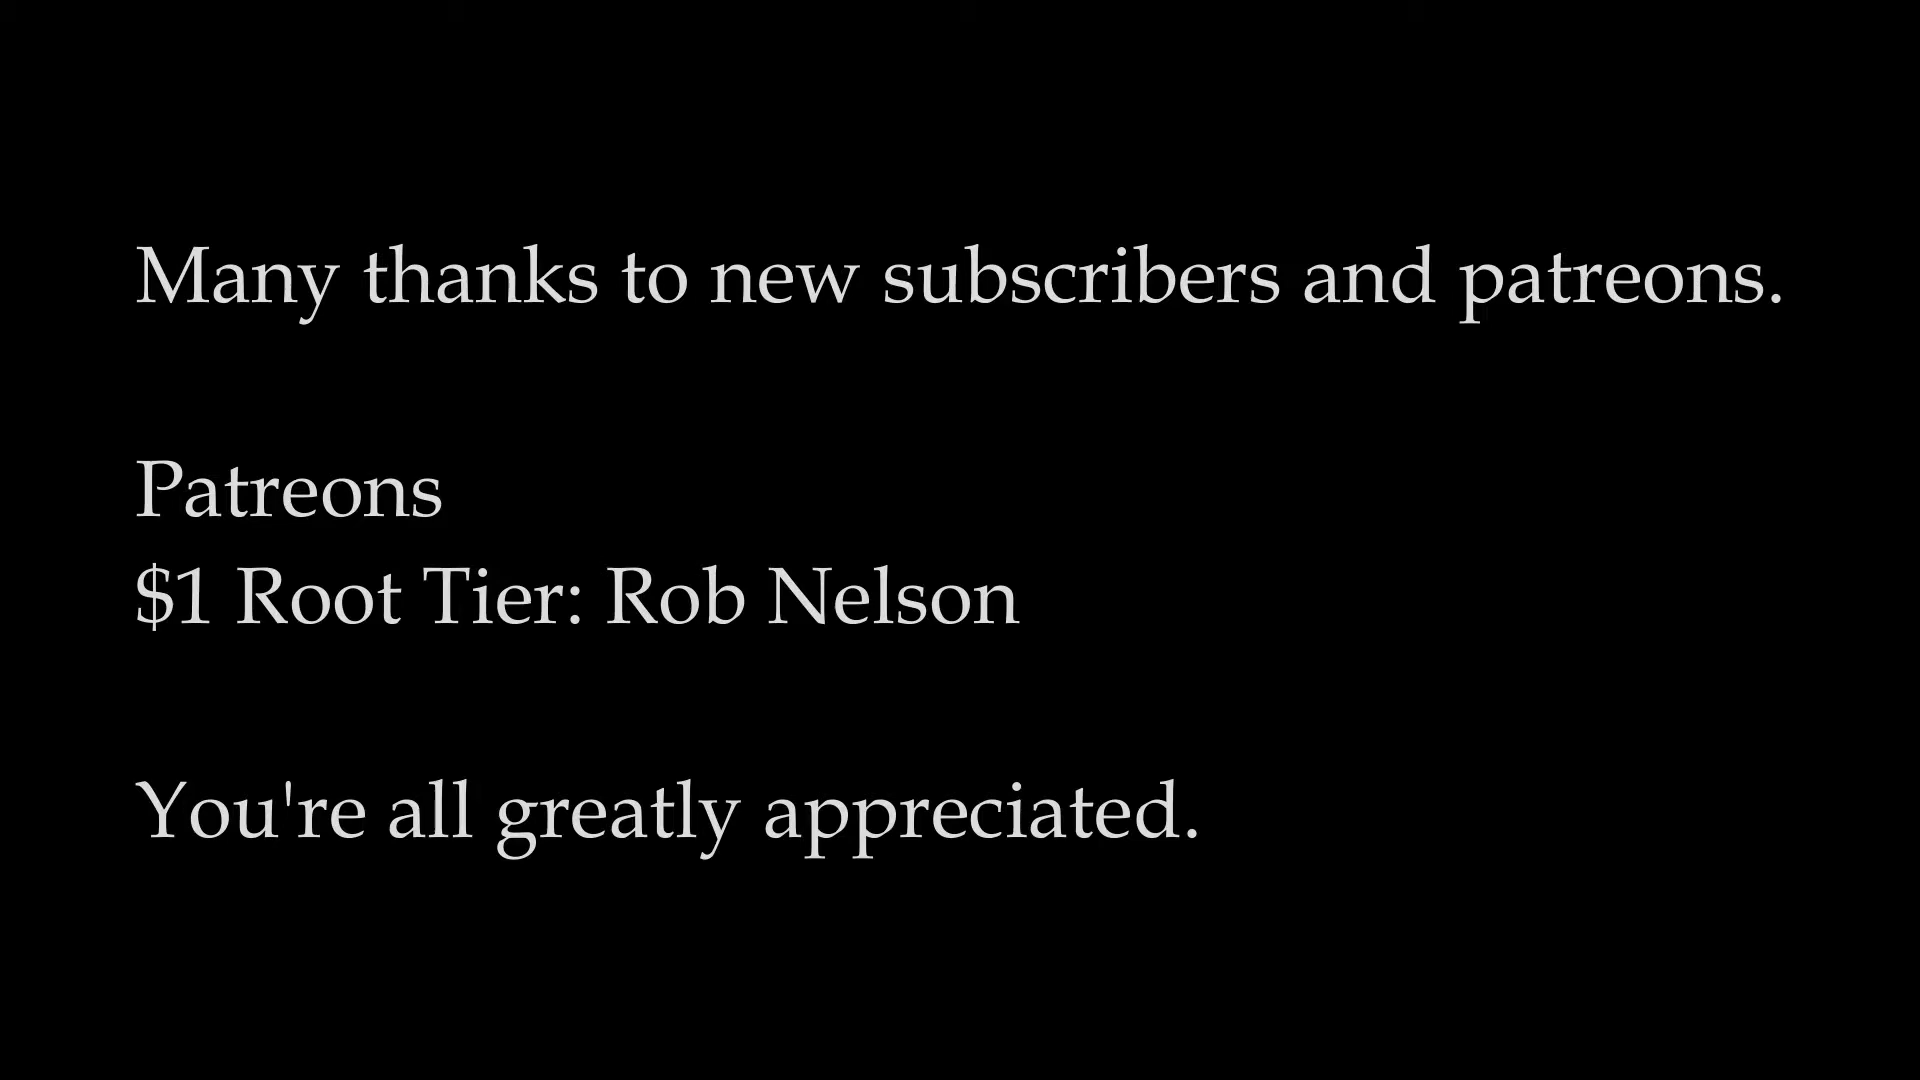 Many thanks to new subscribers and patreons.
Patreons
$1 Root Tier: Rob Nelson
You're all greatly appreciated.